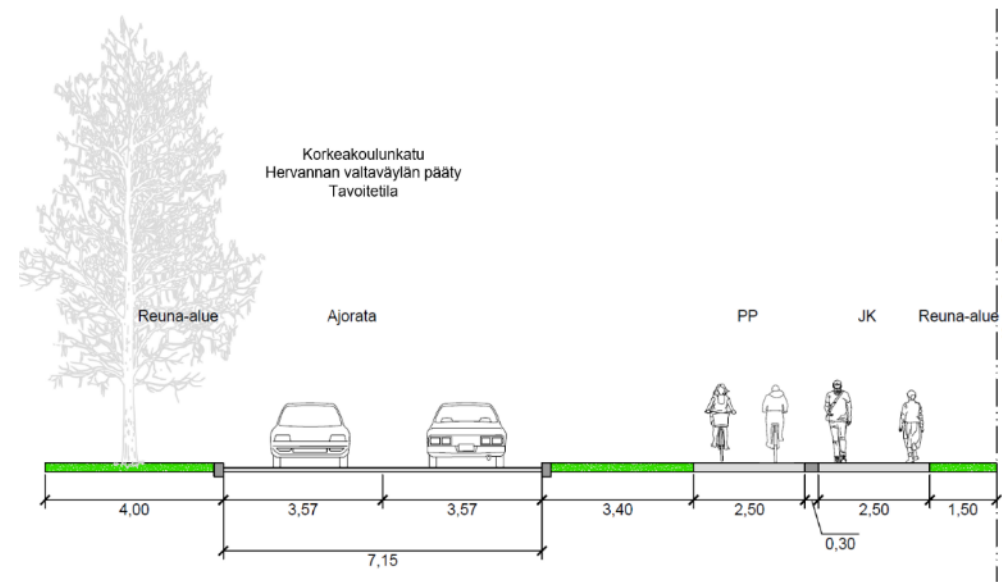 Korkeakoulunkatu
Hervannan valtaväylän pääty
Tavoitetila
Reuna-alue
Ajorata
PP
JK
Reuna-alue
4,00
3,57
3,57
3,40
2,50
2,50
1,50
0,30
7,15